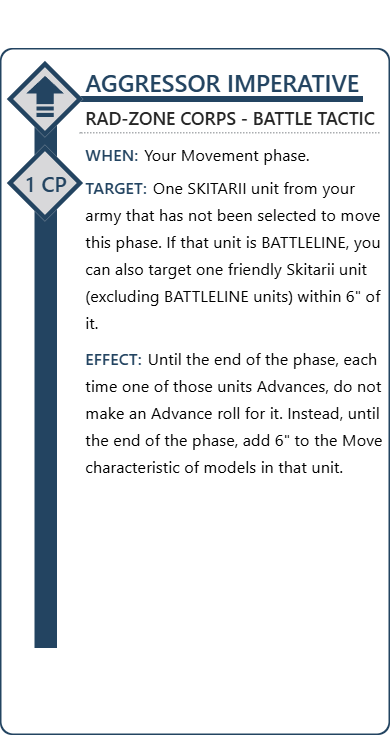 AGGRESSOR IMPERATIVE
RAD-ZONE CORPS - BATTLE TACTIC
WHEN: Your Movement phase.
1 CP
TARGET: One SKITARII unit from your
army that has not been selected to move
this phase. If that unit is BATTLELINE, you
can also target one friendly Skitarii unit
(excluding BATTLELINE units) within 6" of
it.
EFFECT: Until the end of the phase, each
time one of those units Advances, do not
make an Advance roll for it. Instead, until
the end of the phase, add 6" to the Move
characteristic of models in that unit.